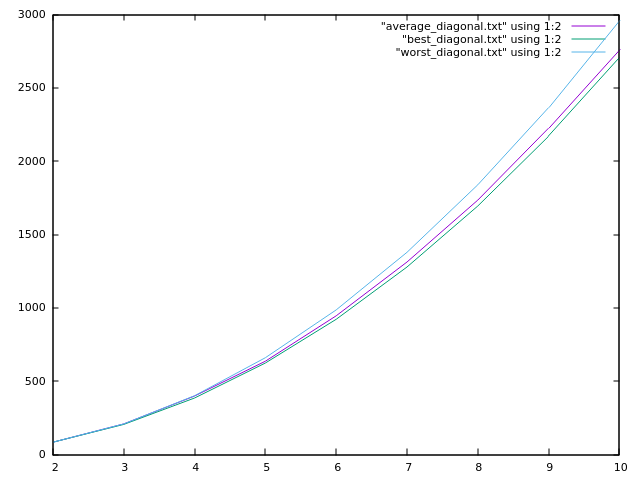 3000
"average_diagonal.txt" using 1:2
"best_diagonal.txt" using 1:2
"worst_diagonal.txt" using 1:2
2500
2000
1500
1000
500
0
2 3 4 5 6 7 8 9 10